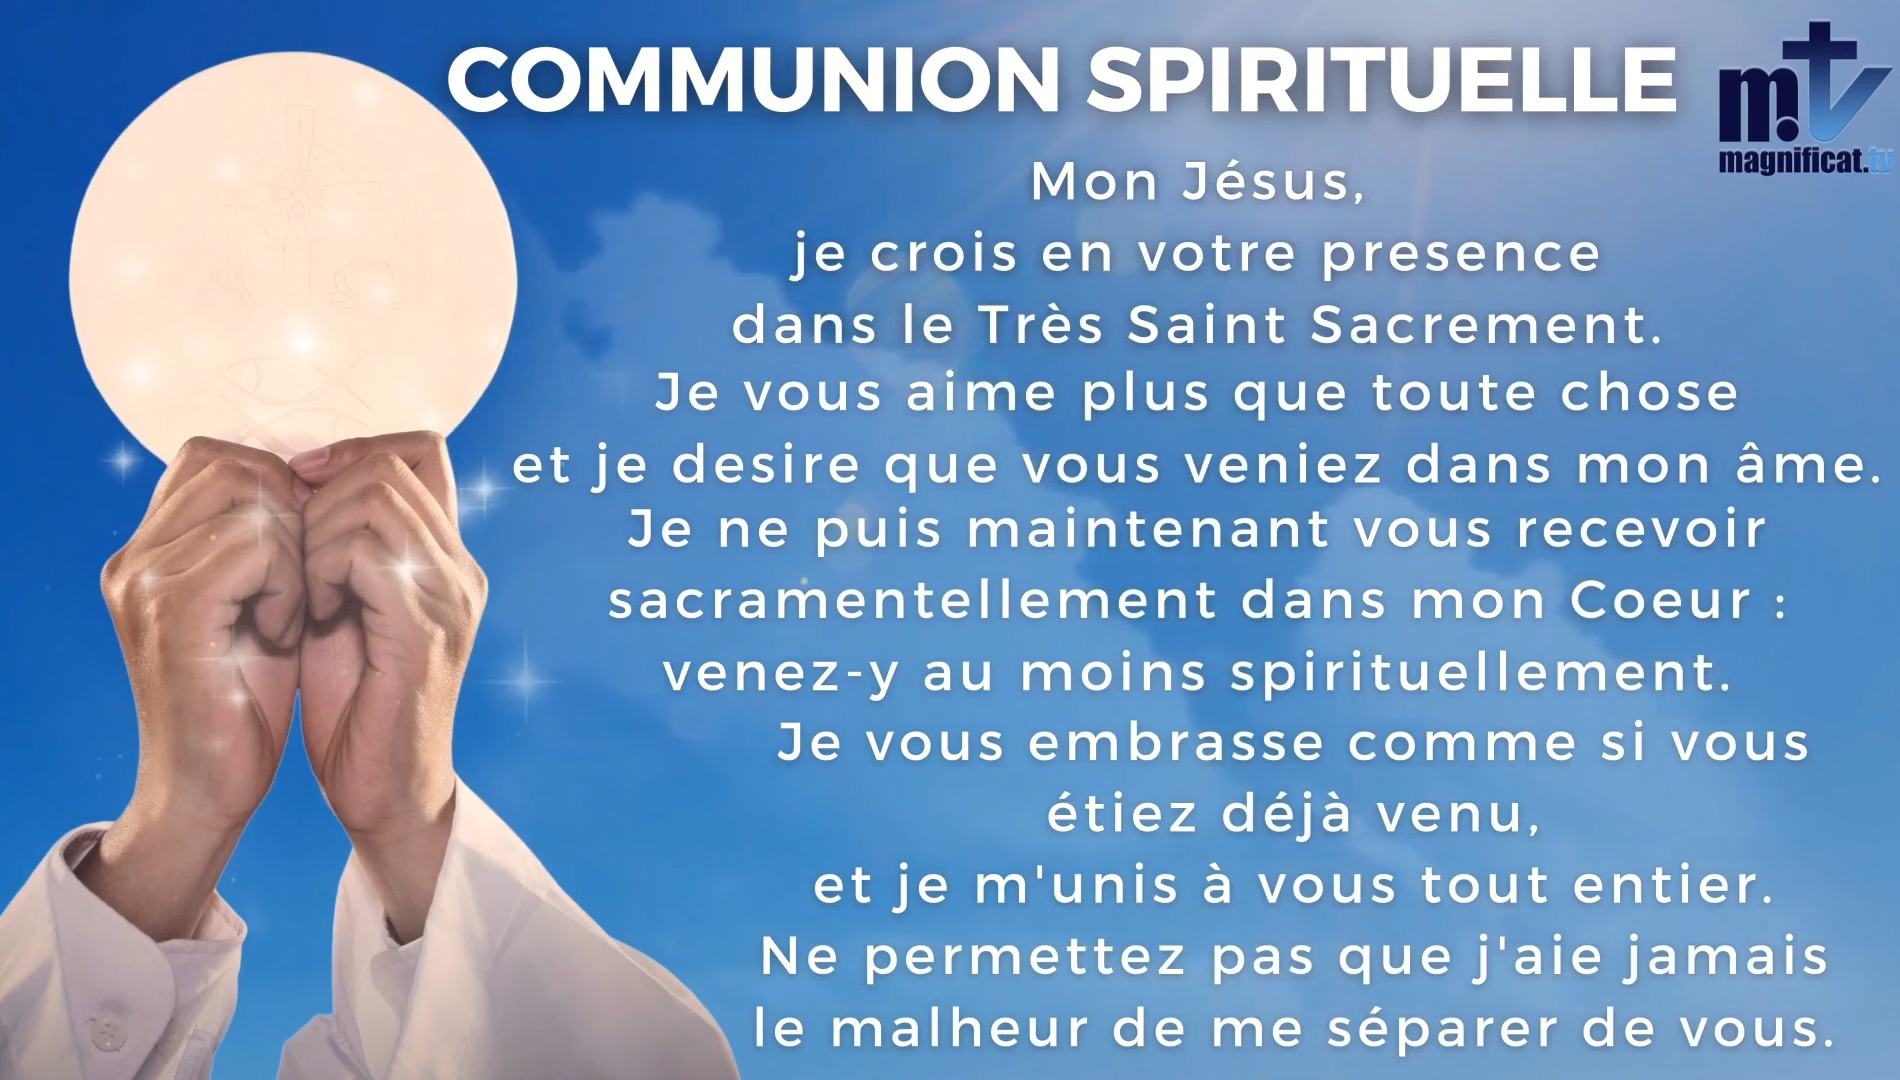 COMMUNION SPIRITUELLE
mtv
magnificat.tv
Mon Jésus,
je crois en votre presence
dans le Très Saint Sacrement.
Je vous aime plus que toute chose
et je desire que vous veniez dans mon âme.
Je ne puis maintenant vous recevoir
sacramentellement dans mon Coeur :
venez-y au moins spirituellement.
Je vous embrasse comme si vous
étiez déjà venu,
et je m'unis à vous tout entier.
Ne permettez pas que j'aie jamais
le malheur de me séparer de vous.
Α Ω